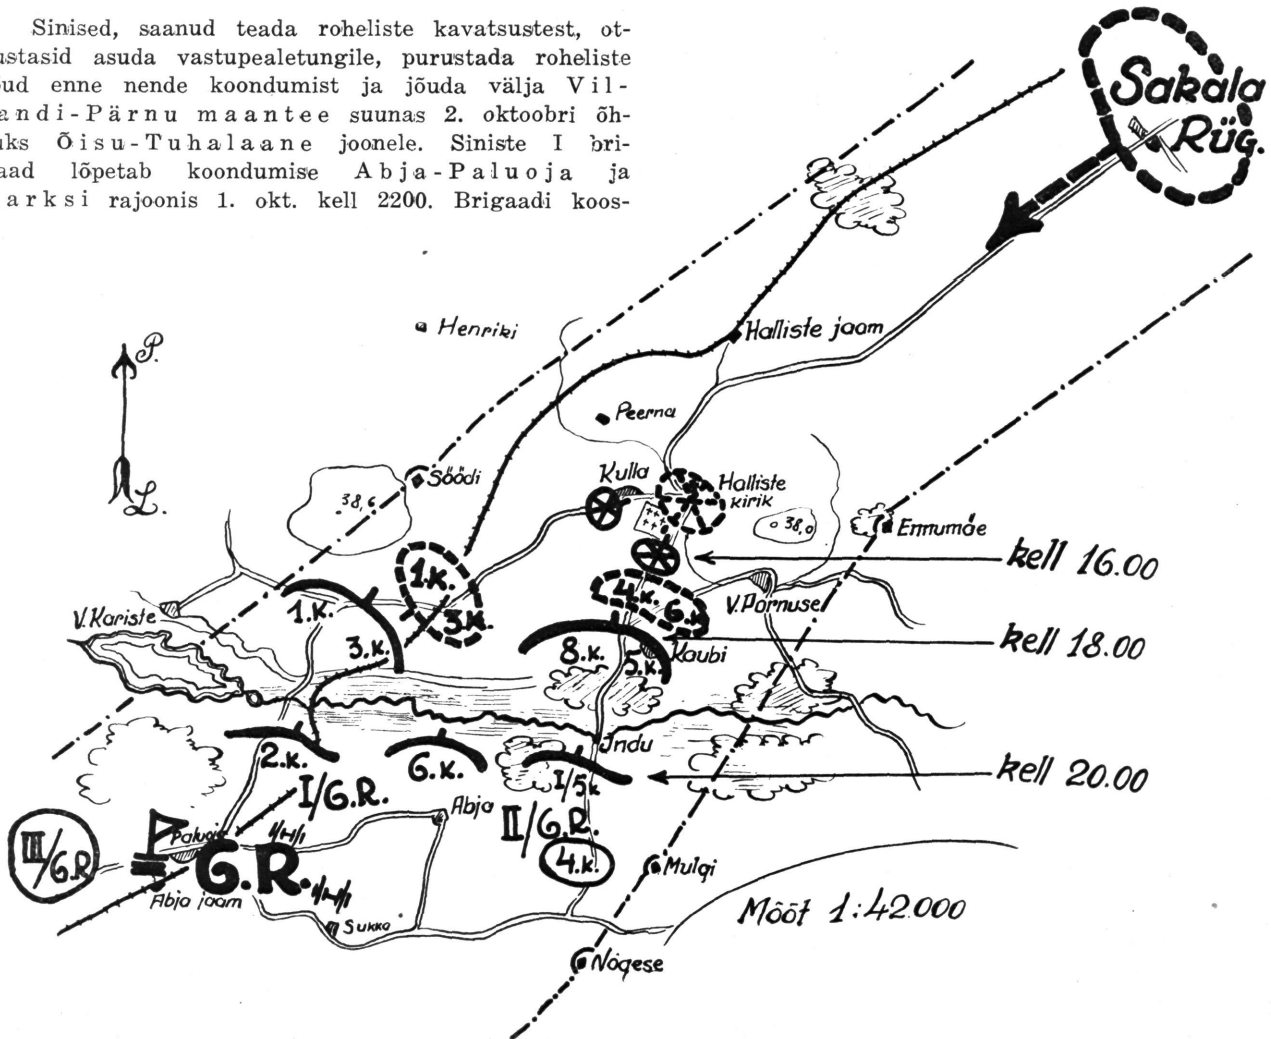 Sinised, saanud teada roheliste kavatsustest, ot-
ustasid asuda vastupealetungile, purustada roheliste
oud enne nende koondumist ja jõuda välja Vil-
andi-Pärnu maantee suunas 2. oktoobri õh-
uks Õisu-Tuhalaane joonele. Siniste I bri-
aad lõpetab koondumise Abja-Paluoja ja
arksi rajoonis 1. okt. kell 2200. Brigaadi koos-
Sakala
Rüg.
P.
L.
Henriki
Halliste jaam
Peerna
Söödi
Kulla
Halliste
kirik
38,6
38,0
Ennumäe
kell 16.00
1.k.
3.k.
4.k.
6.k
V. Pornuse
V. Kariste
1.k.
3.k.
8.k.
5.k.
Kaubi
kell 18.00
2.k.
6.k.
Indu
I/5k
kell 20.00
I/6.R.
Abja
II/6.R.
4.k.
III/6.R
Paluoja
6.R.
Abja jaam
Sukka
Mulgi
Mõõt 1:42.000
Nõgese